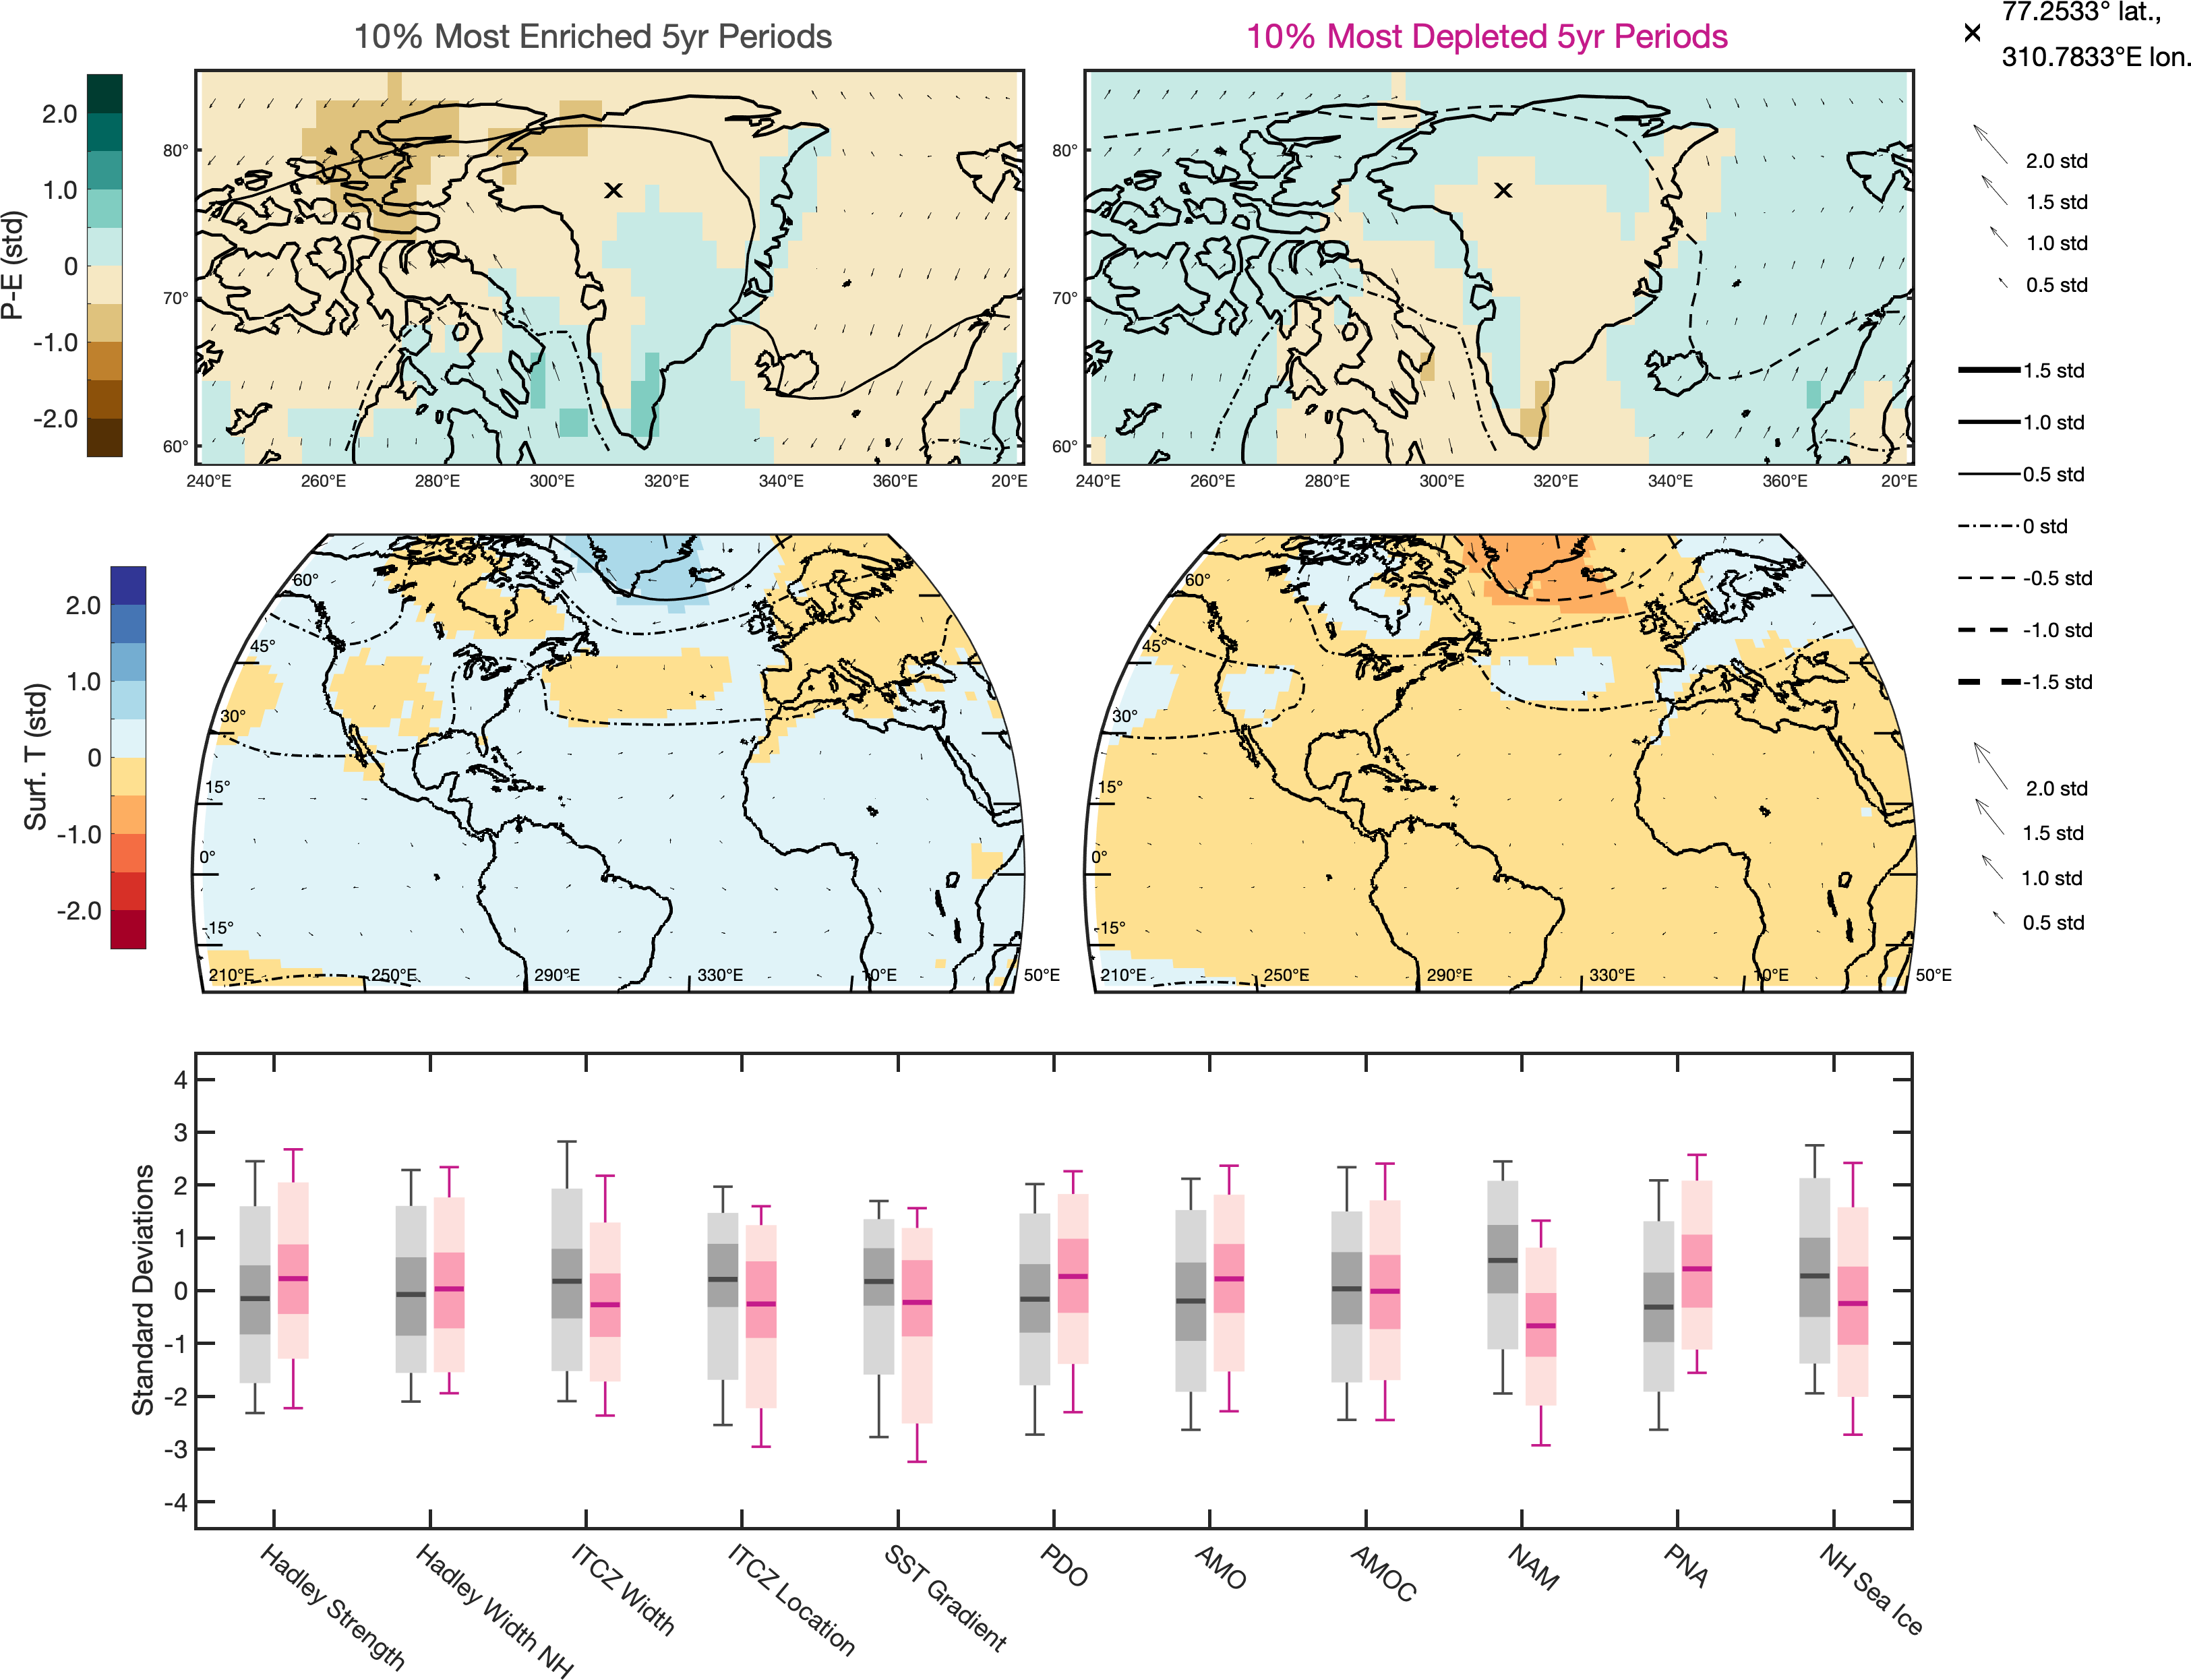 10% Most Enriched 5yr Periods
10% Most Depleted 5yr Periods
77.2533° lat.,
310.7833°E lon.
P-E (std)
2.0
1.0
0
-1.0
-2.0
80°
70°
60°
240°E 260°E 280°E 300°E 320°E 340°E 360°E 20°E
80°
70°
60°
240°E 260°E 280°E 300°E 320°E 340°E 360°E 20°E
2.0 std
1.5 std
1.0 std
0.5 std
1.5 std
1.0 std
0.5 std
0 std
-0.5 std
-1.0 std
-1.5 std
Surf. T (std)
2.0
1.0
0
-1.0
-2.0
60°
45°
30°
15°
0°
-15°
210°E 250°E 290°E 330°E 10°E 50°E
60°
45°
30°
15°
0°
-15°
210°E 250°E 290°E 330°E 10°E 50°E
2.0 std
1.5 std
1.0 std
0.5 std
Standard Deviations
4
3
2
1
0
-1
-2
-3
-4
Hadley Strength
Hadley Width NH
ITCZ Width
ITCZ Location
SST Gradient
PDO
AMO
AMOC
NAM
PNA
NH Sea Ice